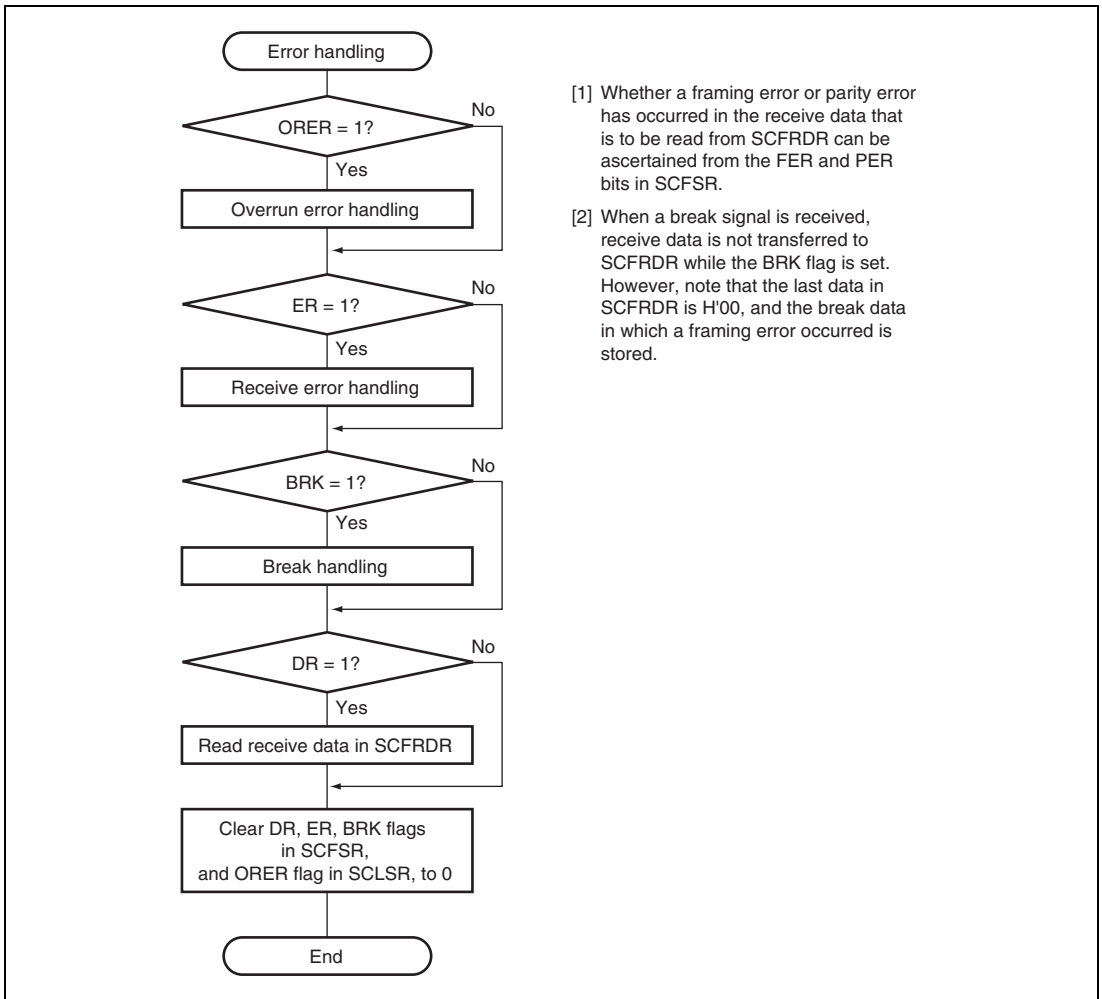 Error handling
ORER = 1?
No
Yes
Overrun error handling
ER = 1?
No
Yes
Receive error handling
BRK = 1?
No
Yes
Break handling
DR = 1?
No
Yes
Read receive data in SCFRDR
Clear DR, ER, BRK flags
in SCFSR,
and ORER flag in SCLSR, to 0
End
[1] Whether a framing error or parity error
has occurred in the receive data that
is to be read from SCFRDR can be
ascertained from the FER and PER
bits in SCFSR.
[2] When a break signal is received,
receive data is not transferred to
SCFRDR while the BRK flag is set.
However, note that the last data in
SCFRDR is H'00, and the break data
in which a framing error occurred is
stored.